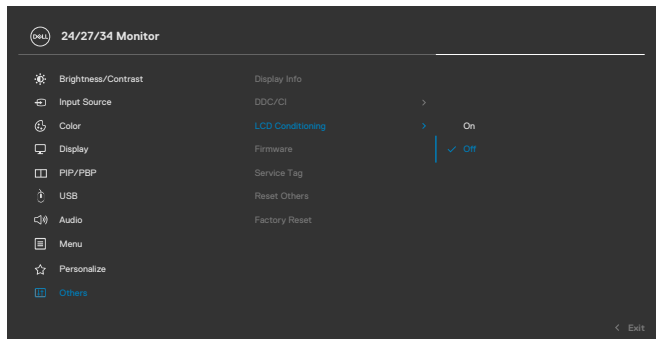 DELL 24/27/34 Monitor
Brightness/Contrast Display Info
Input Source DDC/CI >
Color LCD Conditioning > On
Display Firmware ✓ Off
PIP/PBP Service Tag
USB Reset Others
Audio Factory Reset
Menu
Personalize
Others
< Exit